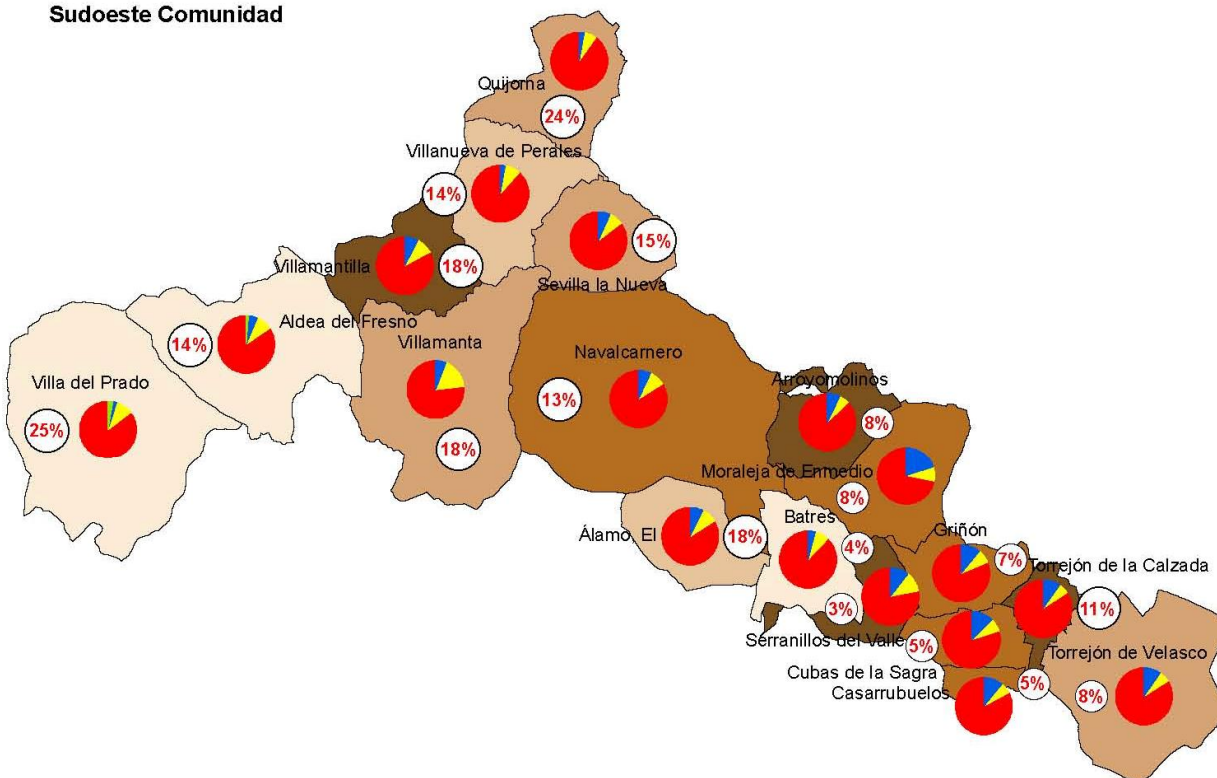 Sudoeste Comunidad
Quijorna
24%
Villanueva de Perales
14%
15%
Villamantilla
18%
Sevilla la Nueva
Aldea del Fresno
14%
Villamanta
Navalcarnero
Villa del Prado
Arroyomolinos
13%
8%
25%
18%
Moraleja de Enmedio
8%
Batres
Álamo, El
18%
4%
Griñón
7%
Torrejón de la Calzada
3%
11%
Serranillos del Valle
5%
Torrejón de Velasco
Cubas de la Sagra
5%
Casarrubuelos
8%